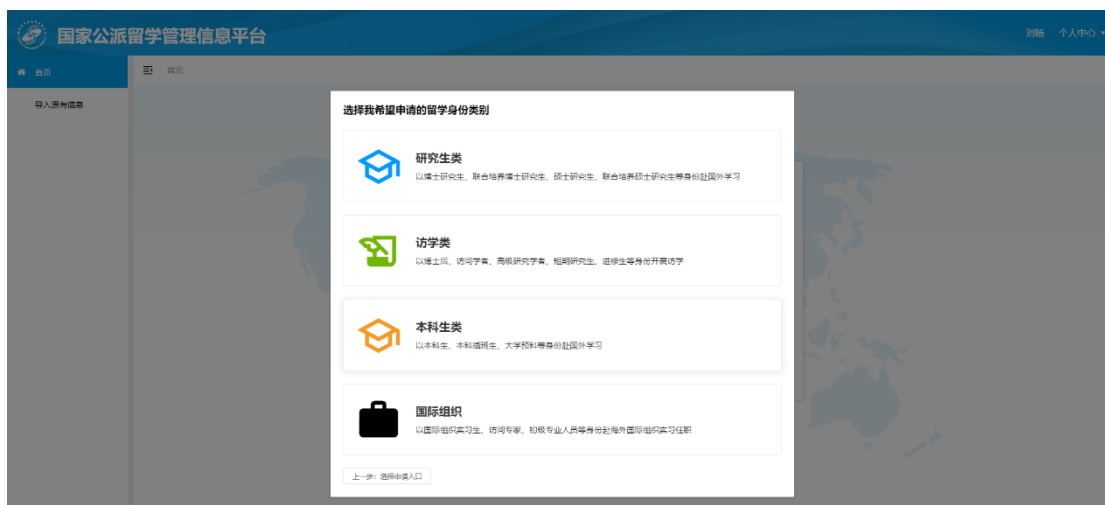 国家公派留学管理信息平台
刘畅 个人中心
首页
首页
导入原有信息
选择我希望申请的留学身份类别
研究生类
以博士研究生、联合培养博士研究生、硕士研究生、联合培养硕士研究生等身份赴国外学习
访学类
以博士后、访问学者、高级研究学者、短期研究生、进修生等身份开展访学
本科生类
以本科生、本科插班生、大学预科等身份赴国外学习
国际组织
以国际组织实习生、访问专家、初级专业人员等身份赴海外国际组织实习任职
上一步：选择申请入口